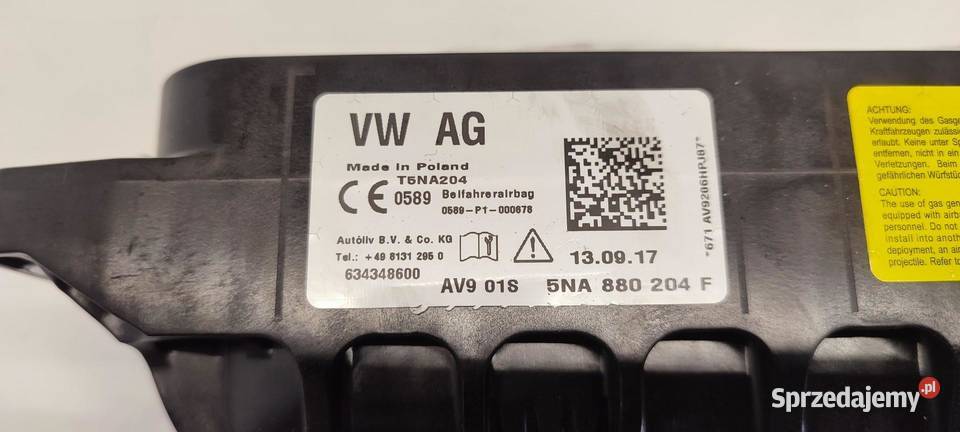 VW AG
Made in Poland
T5NA204
CE 0589 Beifahrerairbag
0589-P1-000678
Autoliv B.V. & Co. KG
Tel.: +49 8131 295 0
634348600
13.09.17
AV9 01S 5NA 880 204 F
*671 AV9206HPJ87*
ACHTUNG:
Verwendung des Gasge
Kraftfahrzeugen zulässi
erlaubt. Keine unter Sp
entfernen, nicht in ein
Verletzungen. Beim
gefährlichen Würfstüc
CAUTION:
The use of gas gen
equipped with airb
personnel. Do not
install into anoth
deployment, an air
projectile. Refer to
Sprzedajemy.pl